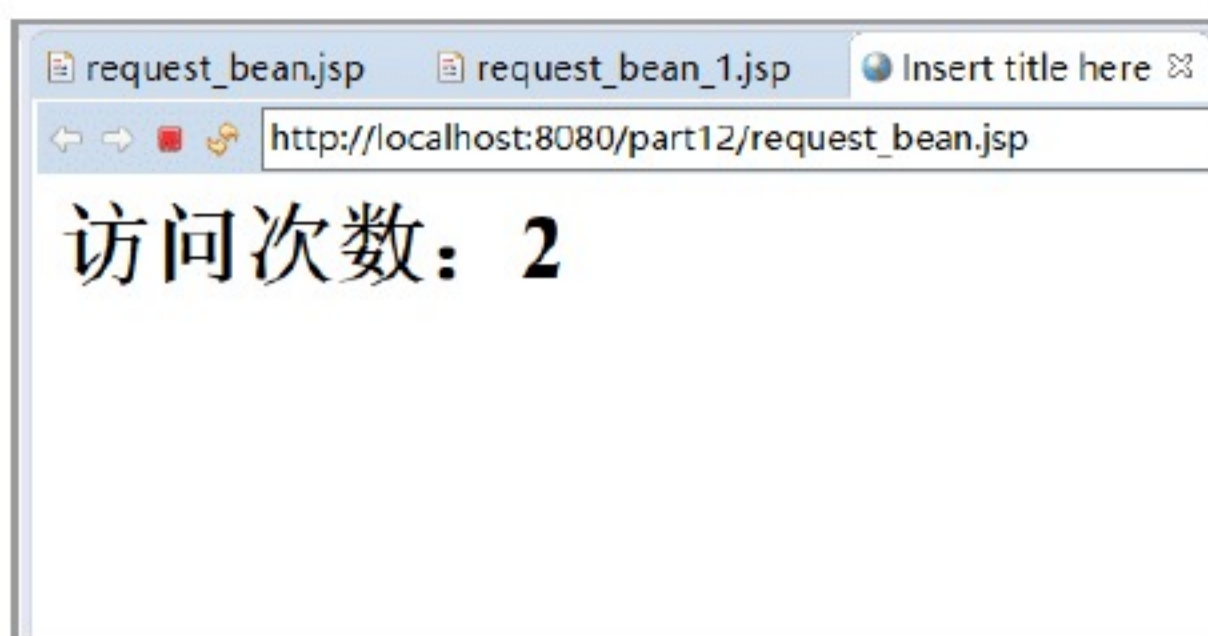 request_bean.jsp request_bean_1.jsp Insert title here
http://localhost:8080/part12/request_bean.jsp
访问次数：2